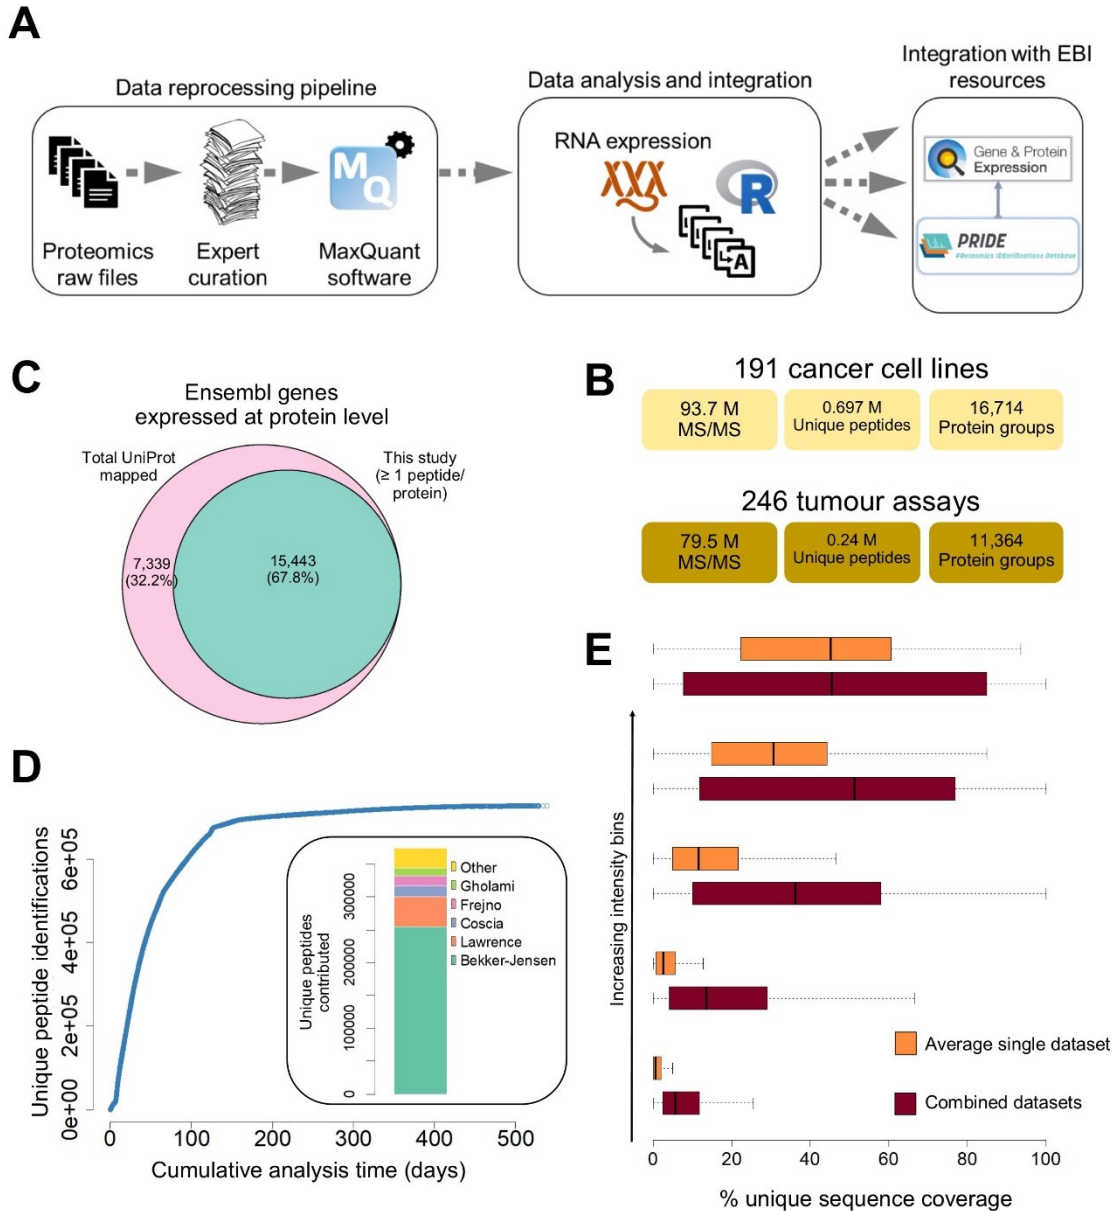 A
Data reprocessing pipeline
Proteomics
raw files
Expert
curation
MQ
MaxQuant
software
Data analysis and integration
RNA expression
R
A
Integration with EBI
resources
Gene & Protein
Expression
PRIDE
PRoteomics IDEntifications Database
C
Ensembl genes
expressed at protein level
Total UniProt
mapped
This study
(≥ 1 peptide/
protein)
7,339
(32.2%)
15,443
(67.8%)
B
191 cancer cell lines
93.7 M
MS/MS
0.697 M
Unique peptides
16,714
Protein groups
246 tumour assays
79.5 M
MS/MS
0.24 M
Unique peptides
11,364
Protein groups
D
Unique peptide identifications
0e+00
2e+05
4e+05
6e+05
0
100
200
300
400
500
Cumulative analysis time (days)
Unique peptides
contributed
0
100000
200000
300000
Other
Gholami
Frejno
Coscia
Lawrence
Bekker-Jensen
E
Increasing intensity bins
Average single dataset
Combined datasets
0
20
40
60
80
100
% unique sequence coverage